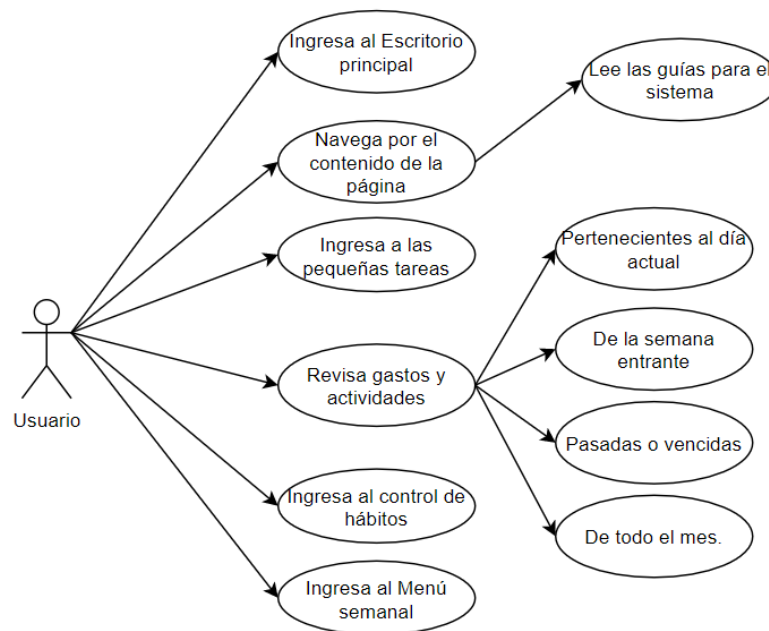 Ingresa al Escritorio
principal
Lee las guías para el
sistema
Navega por el
contenido de la
página
Ingresa a las
pequeñas tareas
Pertenecientes al día
actual
De la semana
entrante
Revisa gastos y
actividades
Usuario
Pasadas o vencidas
Ingresa al control de
hábitos
De todo el mes.
Ingresa al Menú
semanal